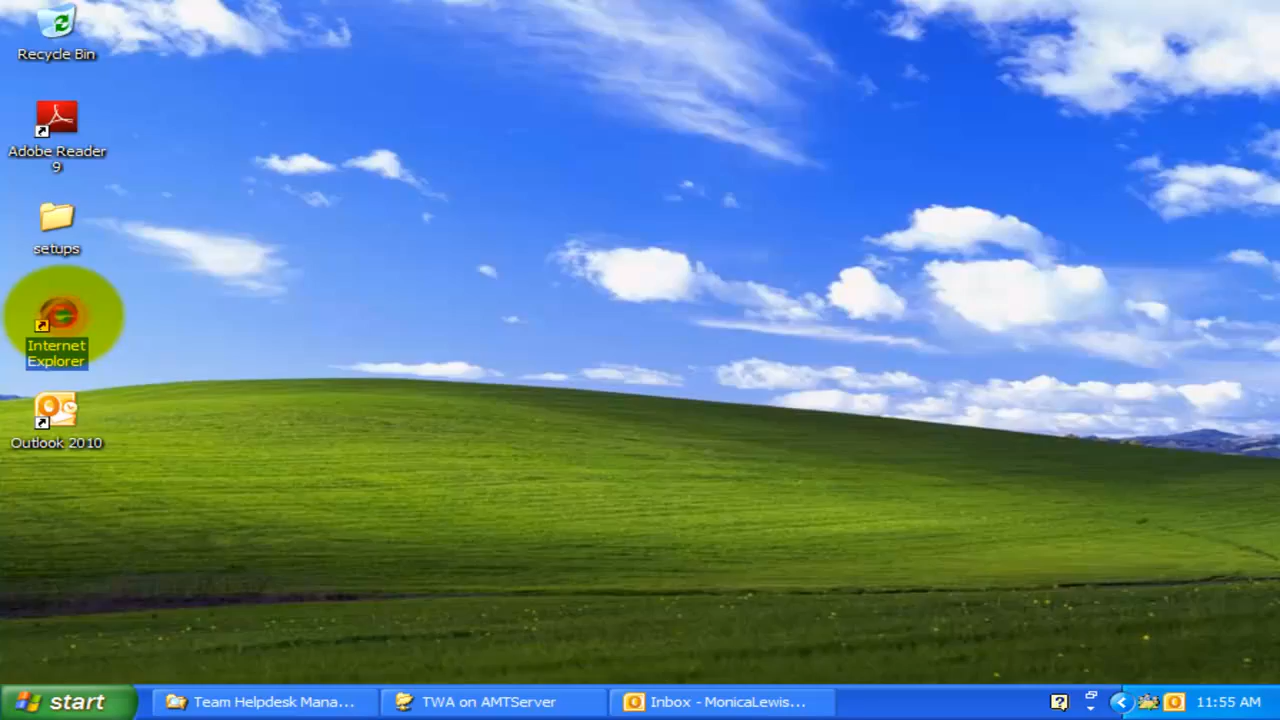 Recycle Bin
Adobe Reader
9
setups
Internet
Explorer
Outlook 2010
start
Team Helpdesk Mana...
TWA on AMTServer
Inbox - MonicaLewis...
11:55 AM